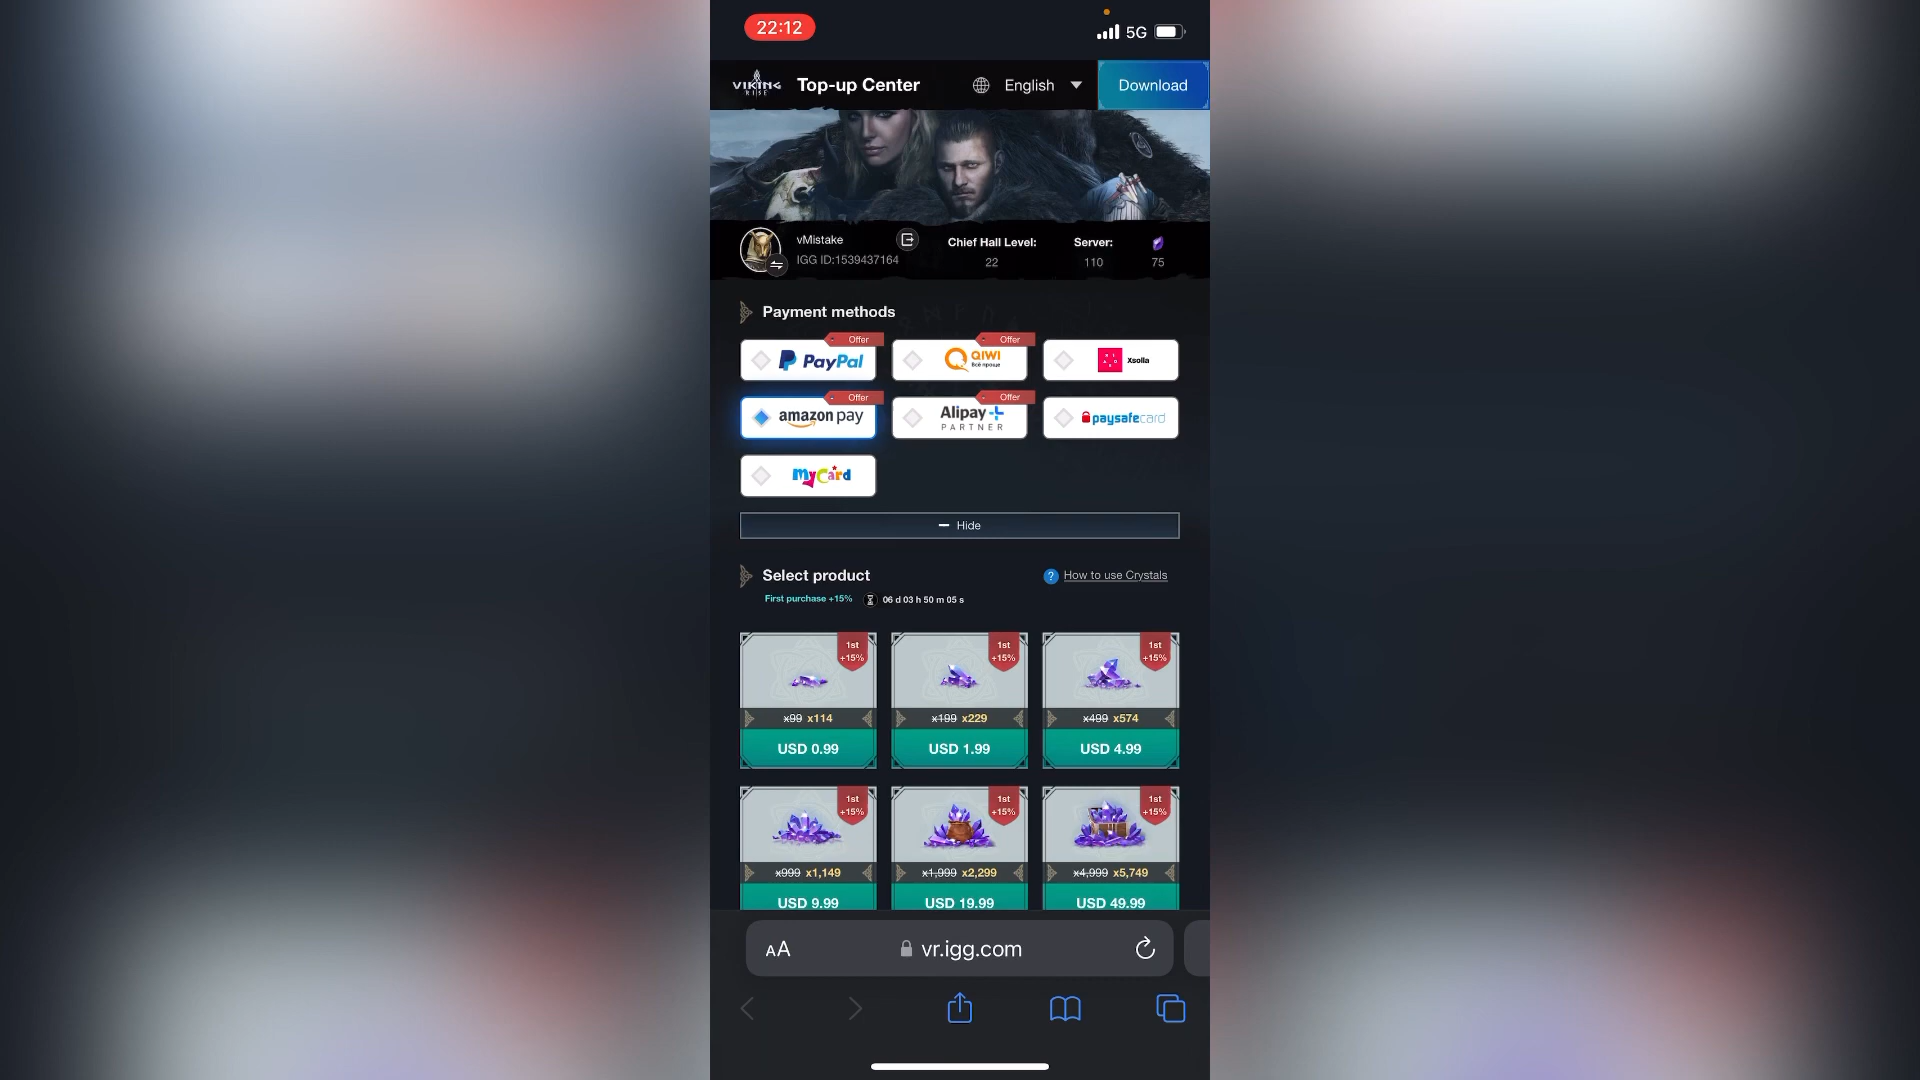 22:12
5G
VIKING
RISE
Top-up Center
English
Download
vMistake
IGG ID:1539437164
Chief Hall Level:
22
Server:
110
75
Payment methods
Offer
PayPal
Offer
QIWI
Всё проще
Xsolla
Offer
amazon pay
Offer
Alipay+
PARTNER
paysafecard
MyCard
Hide
Select product
? How to use Crystals
First purchase +15%
06 d 03 h 50 m 05 s
1st
+15%
x99 x114
USD 0.99
1st
+15%
x199 x229
USD 1.99
1st
+15%
x499 x574
USD 4.99
1st
+15%
x999 x1,149
USD 9.99
1st
+15%
x1,999 x2,299
USD 19.99
1st
+15%
x4,999 x5,749
USD 49.99
AA
vr.igg.com